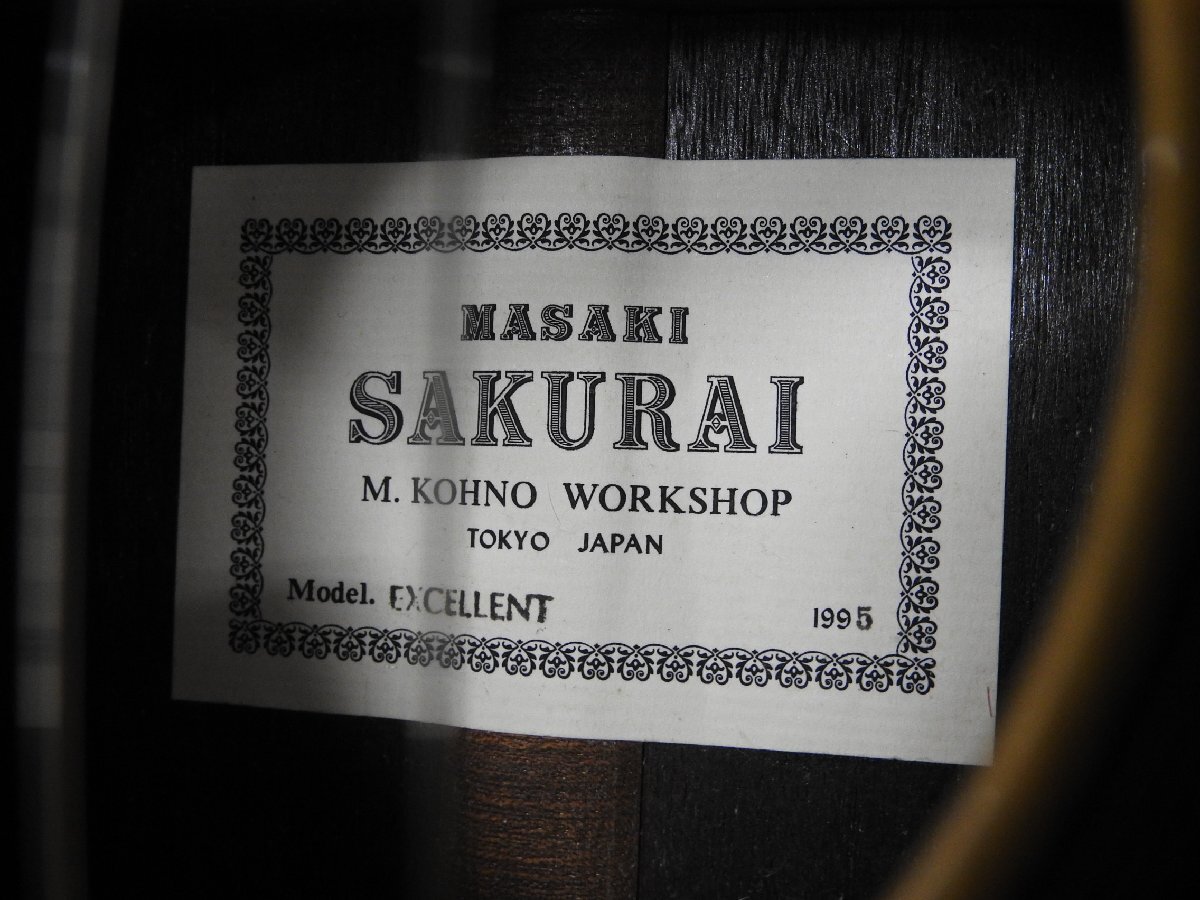 MASAKI
SAKURAI
M. KOHNO WORKSHOP
TOKYO JAPAN
Model. EXCELLENT 1995